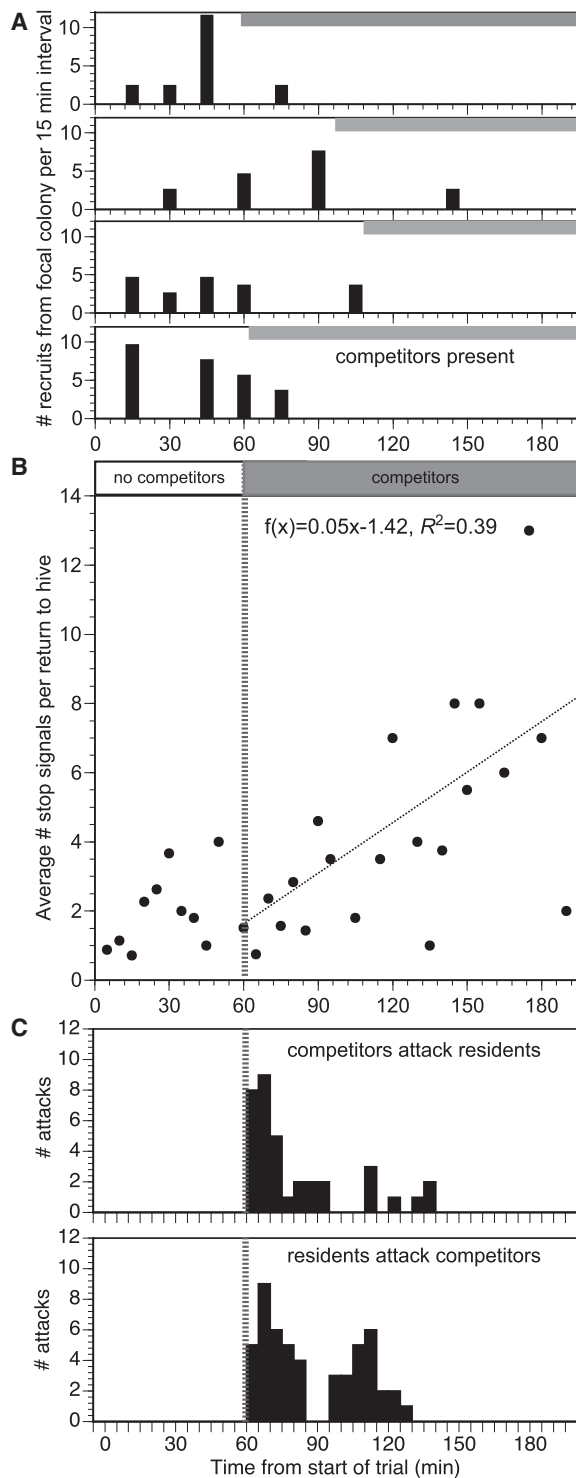 A
# recruits from focal colony per 15 min interval
10
5
0
10
5
0
10
5
0
10
5
0
competitors present
0 30 60 90 120 150 180
B
no competitors competitors
Average # stop signals per return to hive
14
12
10
8
6
4
2
0
f(x)=0.05x-1.42, R²=0.39
0 30 60 90 120 150 180
C
# attacks
12
10
8
6
4
2
0
competitors attack residents
# attacks
12
10
8
6
4
2
0
residents attack competitors
0 30 60 90 120 150 180
Time from start of trial (min)